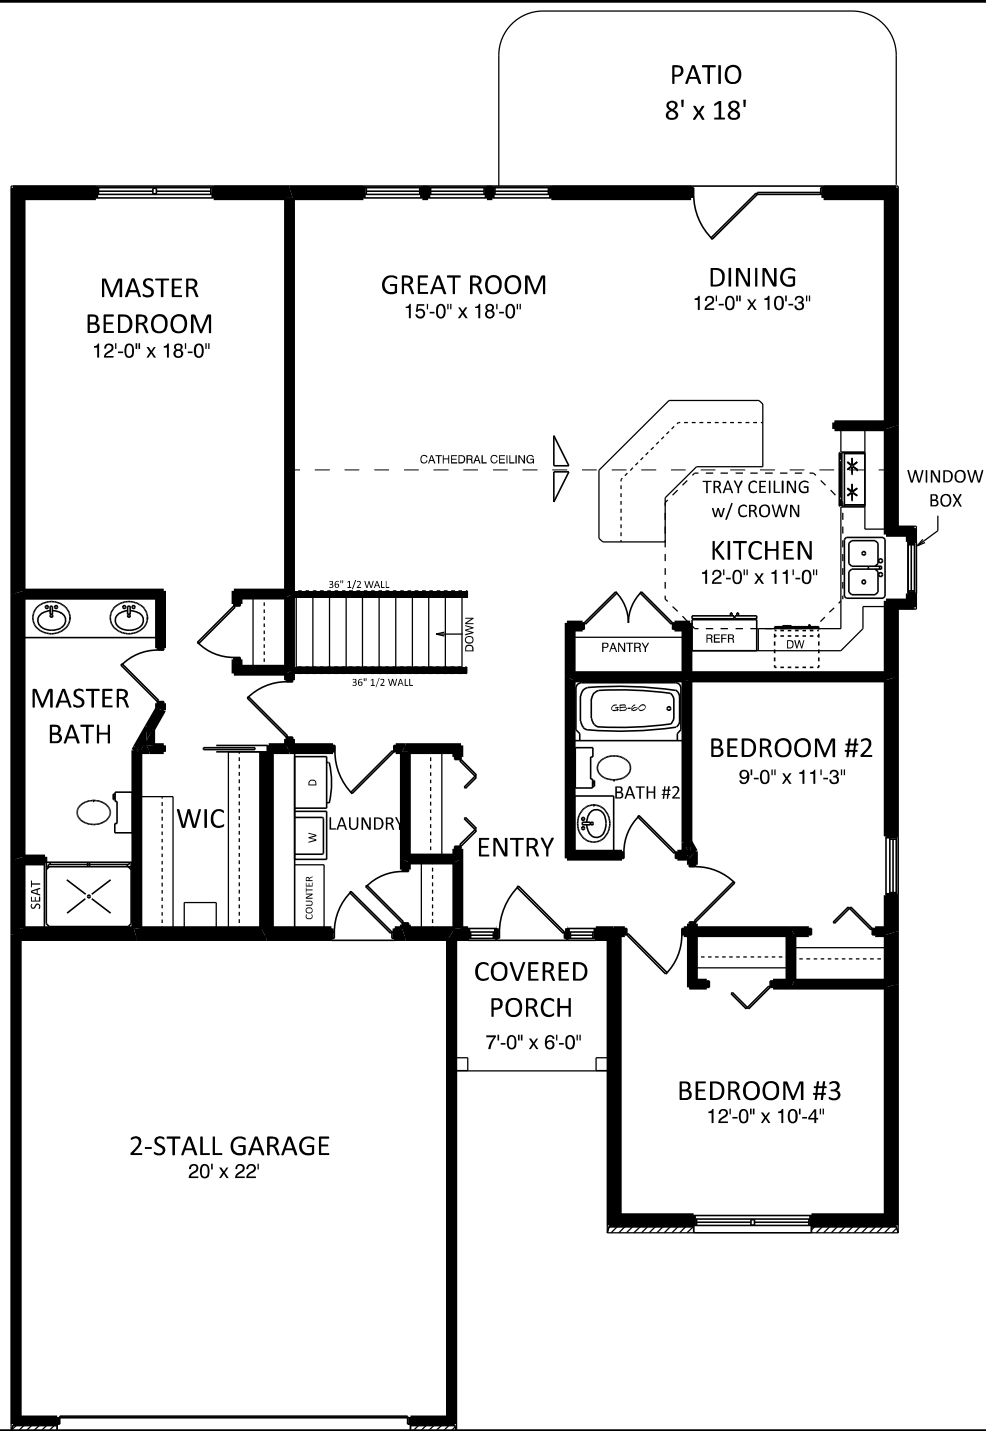 PATIO
8' x 18'
MASTER
BEDROOM
12'-0" x 18'-0"
GREAT ROOM
15'-0" x 18'-0"
DINING
12'-0" x 10'-3"
CATHEDRAL CEILING
TRAY CEILING
w/ CROWN
KITCHEN
12'-0" x 11'-0"
WINDOW
BOX
36" 1/2 WALL
DOWN
36" 1/2 WALL
PANTRY
REFR
DW
MASTER
BATH
GB-60
BATH #2
BEDROOM #2
9'-0" x 11'-3"
WIC
D
W
LAUNDRY
COUNTER
ENTRY
SEAT
COVERED
PORCH
7'-0" x 6'-0"
BEDROOM #3
12'-0" x 10'-4"
2-STALL GARAGE
20' x 22'